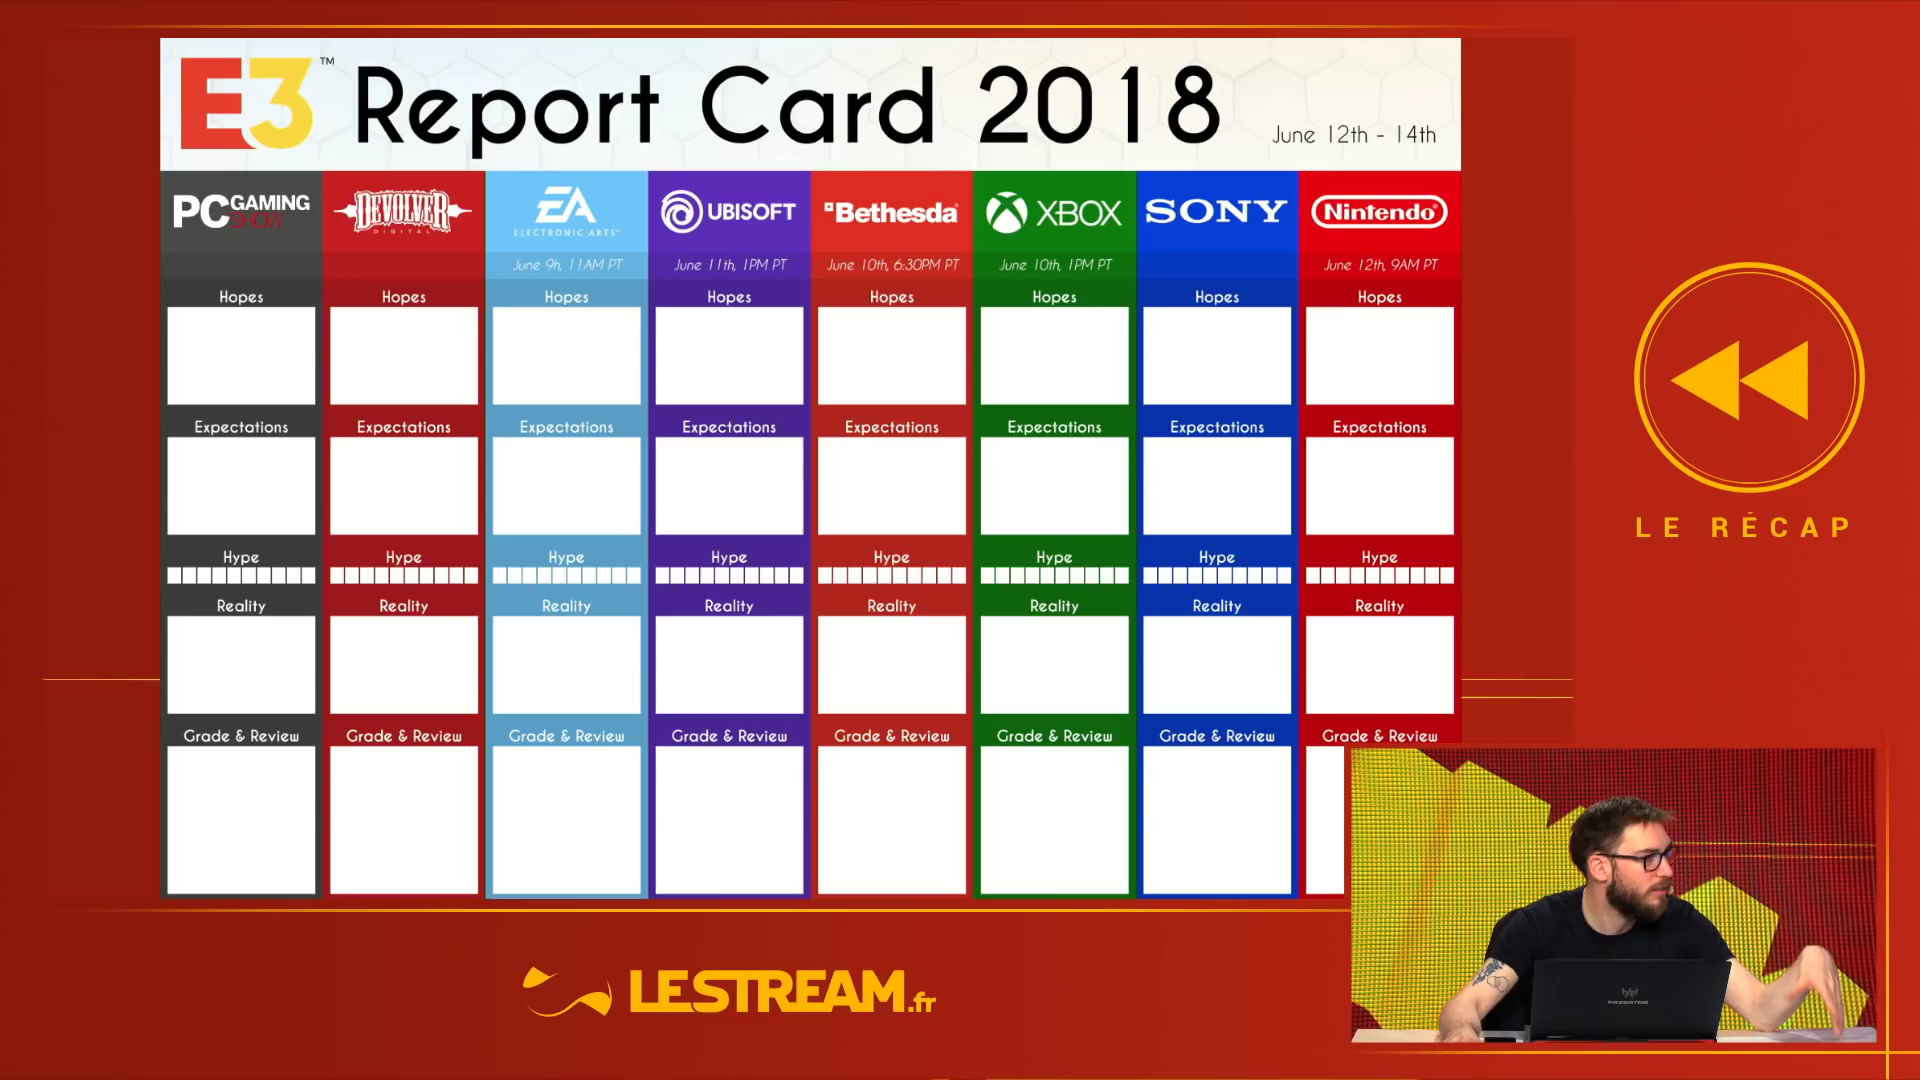 E3™ Report Card 2018 June 12th - 14th
PC GAMING SHOW
DEVOLVER DIGITAL
EA ELECTRONIC ARTS™
UBISOFT
Bethesda
XBOX
SONY
Nintendo
June 9h, 11AM PT
June 11th, 1PM PT
June 10th, 6:30PM PT
June 10th, 1PM PT
June 12th, 9AM PT
Hopes Hopes Hopes Hopes Hopes Hopes Hopes Hopes
Expectations Expectations Expectations Expectations Expectations Expectations Expectations Expectations
Hype Hype Hype Hype Hype Hype Hype Hype
Reality Reality Reality Reality Reality Reality Reality Reality
Grade & Review Grade & Review Grade & Review Grade & Review Grade & Review Grade & Review Grade & Review Grade & Review
LE RÉCAP
LESTREAM.fr
PREDATOR